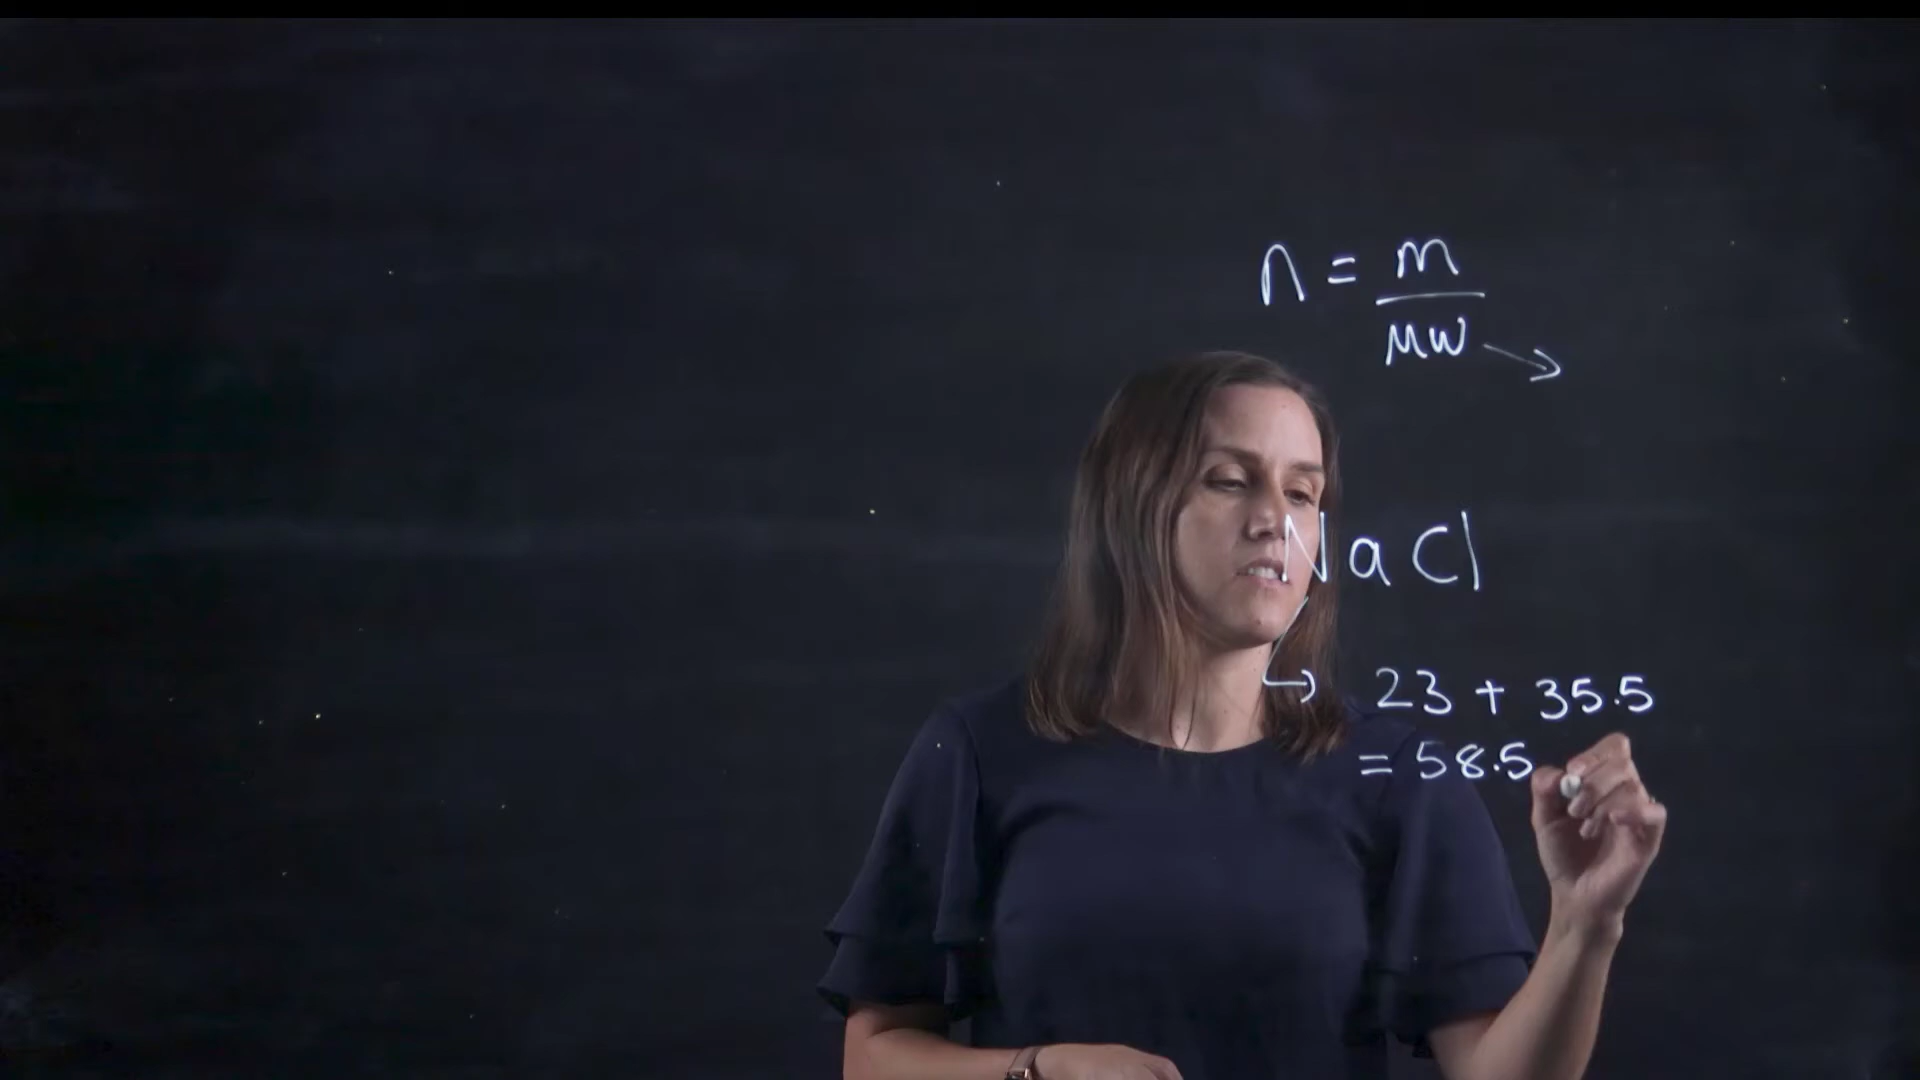 n = m
MW →
NaCl
↳ 23 + 35.5
= 58.5